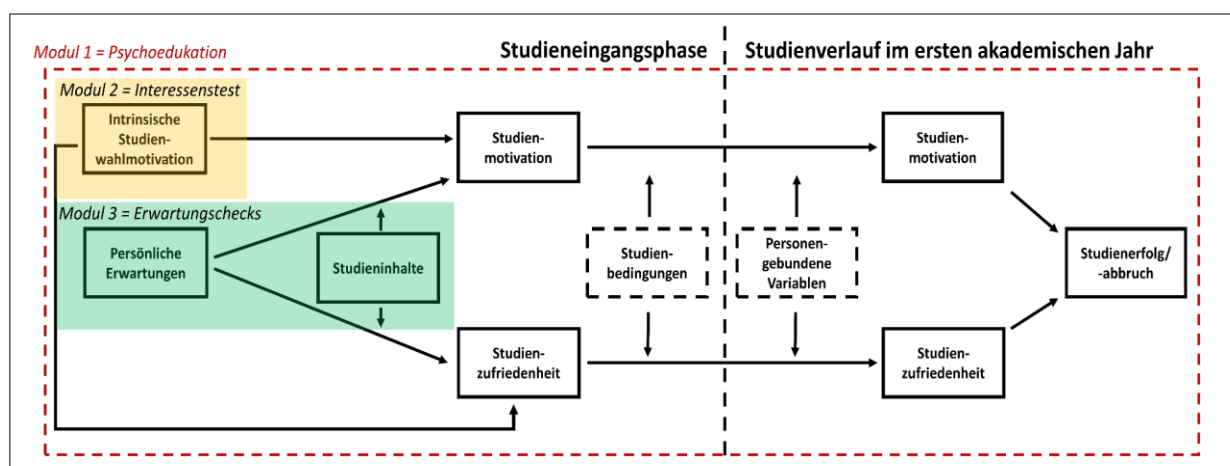 Modul 1 = Psychoedukation
Studieneingangsphase
Studienverlauf im ersten akademischen Jahr
Modul 2 = Interessenstest
Intrinsische
Studien-
wahlmotivation
Studien-
motivation
Studien-
motivation
Modul 3 = Erwartungschecks
Persönliche
Erwartungen
Studieninhalte
Studien-
bedingungen
Personen-
gebundene
Variablen
Studienerfolg/
-abbruch
Studien-
zufriedenheit
Studien-
zufriedenheit